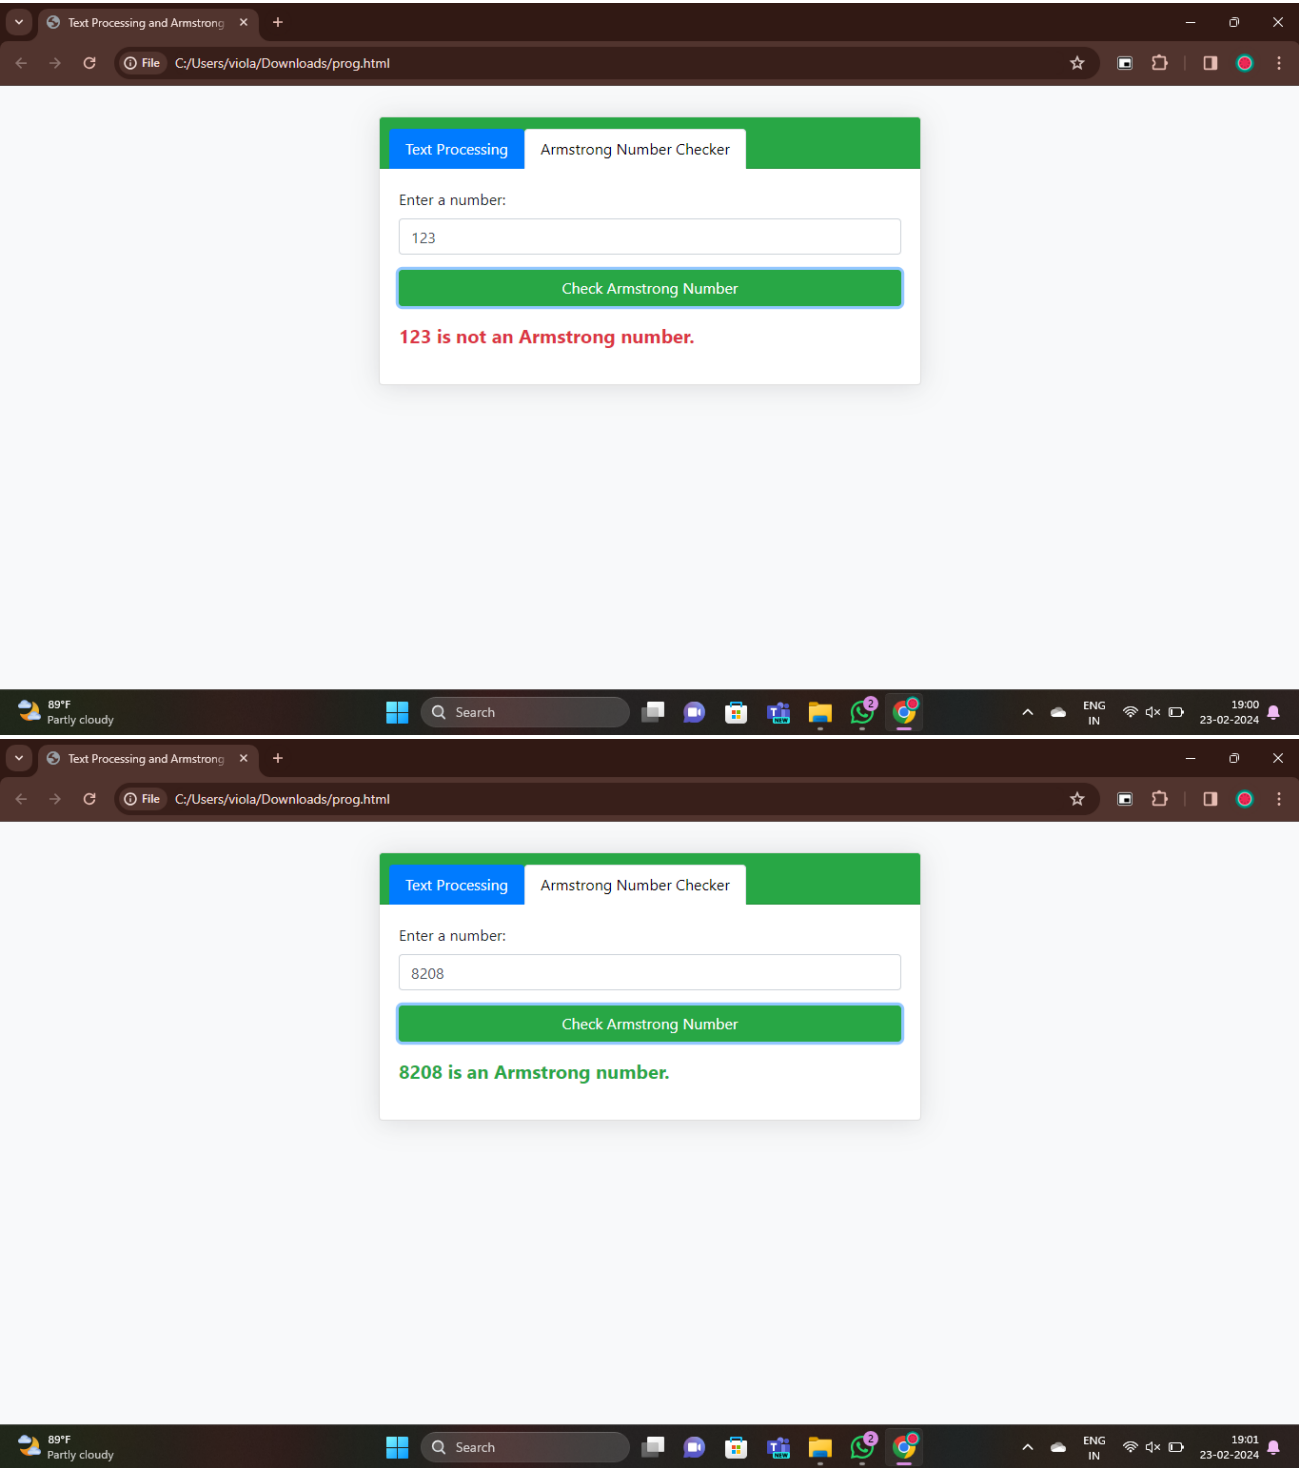 Text Processing and Armstrong
File C:/Users/viola/Downloads/prog.html
Text Processing Armstrong Number Checker
Enter a number:
123
Check Armstrong Number
123 is not an Armstrong number.
89°F
Partly cloudy
Search
2
ENG
IN
19:00
23-02-2024
Text Processing and Armstrong
File C:/Users/viola/Downloads/prog.html
Text Processing Armstrong Number Checker
Enter a number:
8208
Check Armstrong Number
8208 is an Armstrong number.
89°F
Partly cloudy
Search
2
ENG
IN
19:01
23-02-2024